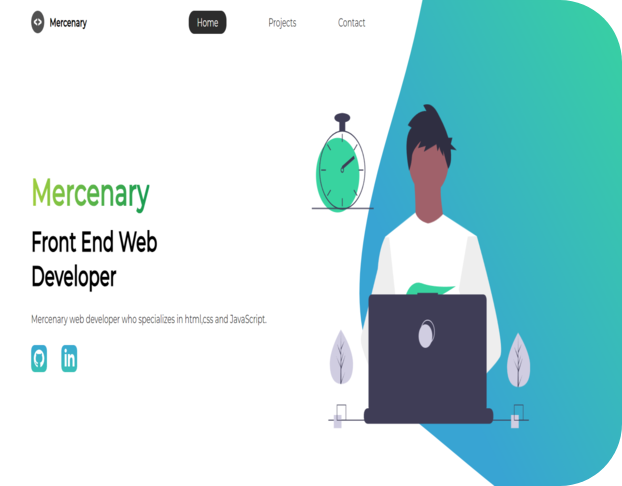 Mercenary
Home
Projects
Contact
Mercenary
Front End Web
Developer
Mercenary web developer who specializes in html,css and JavaScript.
in